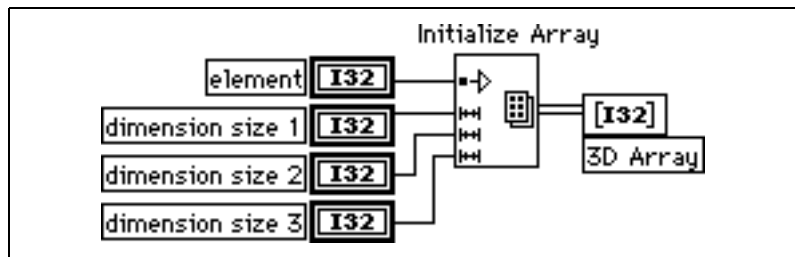 Initialize Array
element I32
dimension size 1 I32
dimension size 2 I32
dimension size 3 I32
[I32]
3D Array